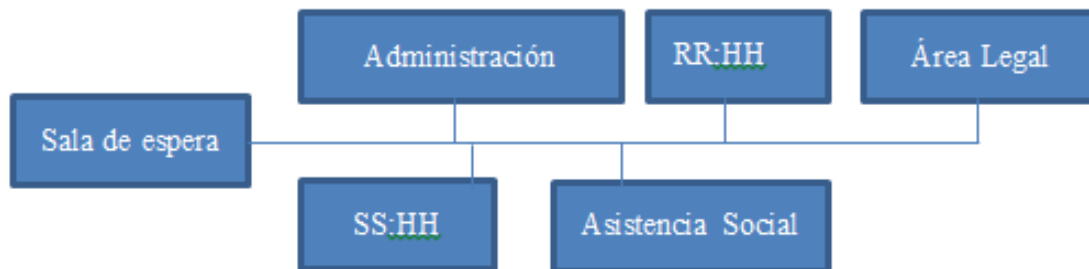 Administración
RR:HH
Área Legal
Sala de espera
SS:HH
Asistencia Social